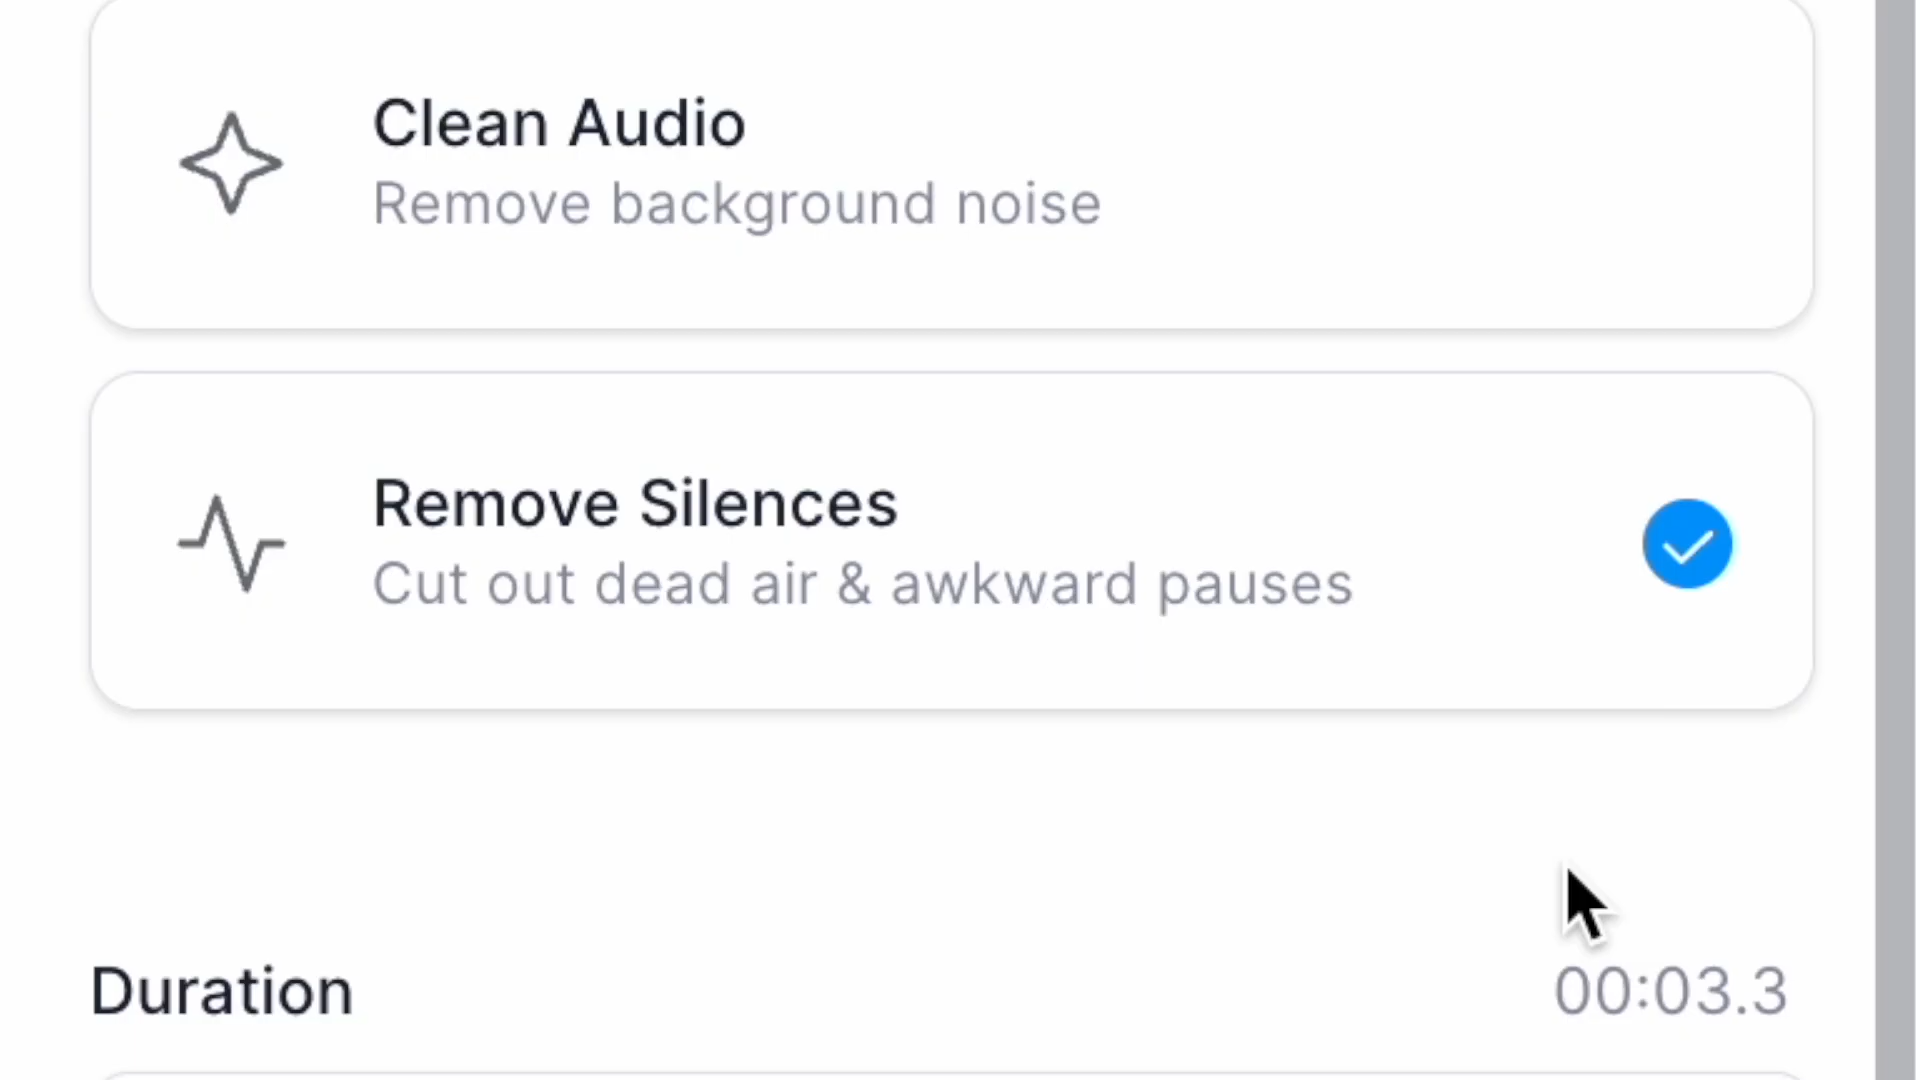 Clean Audio
Remove background noise
Remove Silences
Cut out dead air & awkward pauses
Duration
00:03.3